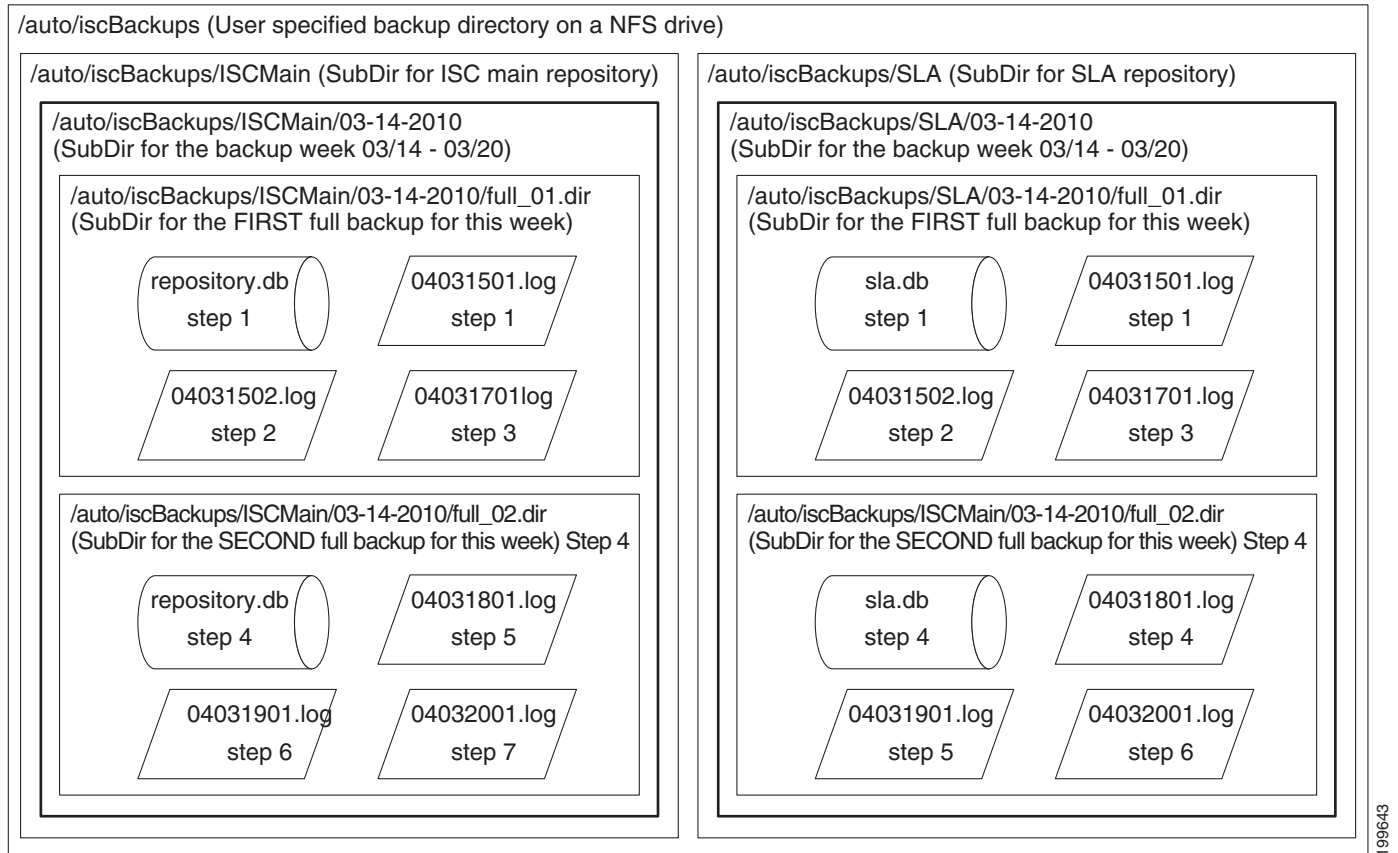 /auto/iscBackups (User specified backup directory on a NFS drive)
/auto/iscBackups/ISCMain (SubDir for ISC main repository)
/auto/iscBackups/ISCMain/03-14-2010
(SubDir for the backup week 03/14 - 03/20)
/auto/iscBackups/ISCMain/03-14-2010/full_01.dir
(SubDir for the FIRST full backup for this week)
repository.db
step 1
04031501.log
step 1
04031502.log
step 2
04031701log
step 3
/auto/iscBackups/ISCMain/03-14-2010/full_02.dir
(SubDir for the SECOND full backup for this week) Step 4
repository.db
step 4
04031801.log
step 5
04031901.log
step 6
04032001.log
step 7
/auto/iscBackups/SLA (SubDir for SLA repository)
/auto/iscBackups/SLA/03-14-2010
(SubDir for the backup week 03/14 - 03/20)
/auto/iscBackups/SLA/03-14-2010/full_01.dir
(SubDir for the FIRST full backup for this week)
sla.db
step 1
04031501.log
step 1
04031502.log
step 2
04031701.log
step 3
/auto/iscBackups/ISCMain/03-14-2010/full_02.dir
(SubDir for the SECOND full backup for this week) Step 4
sla.db
step 4
04031801.log
step 4
04031901.log
step 5
04032001.log
step 6
199643